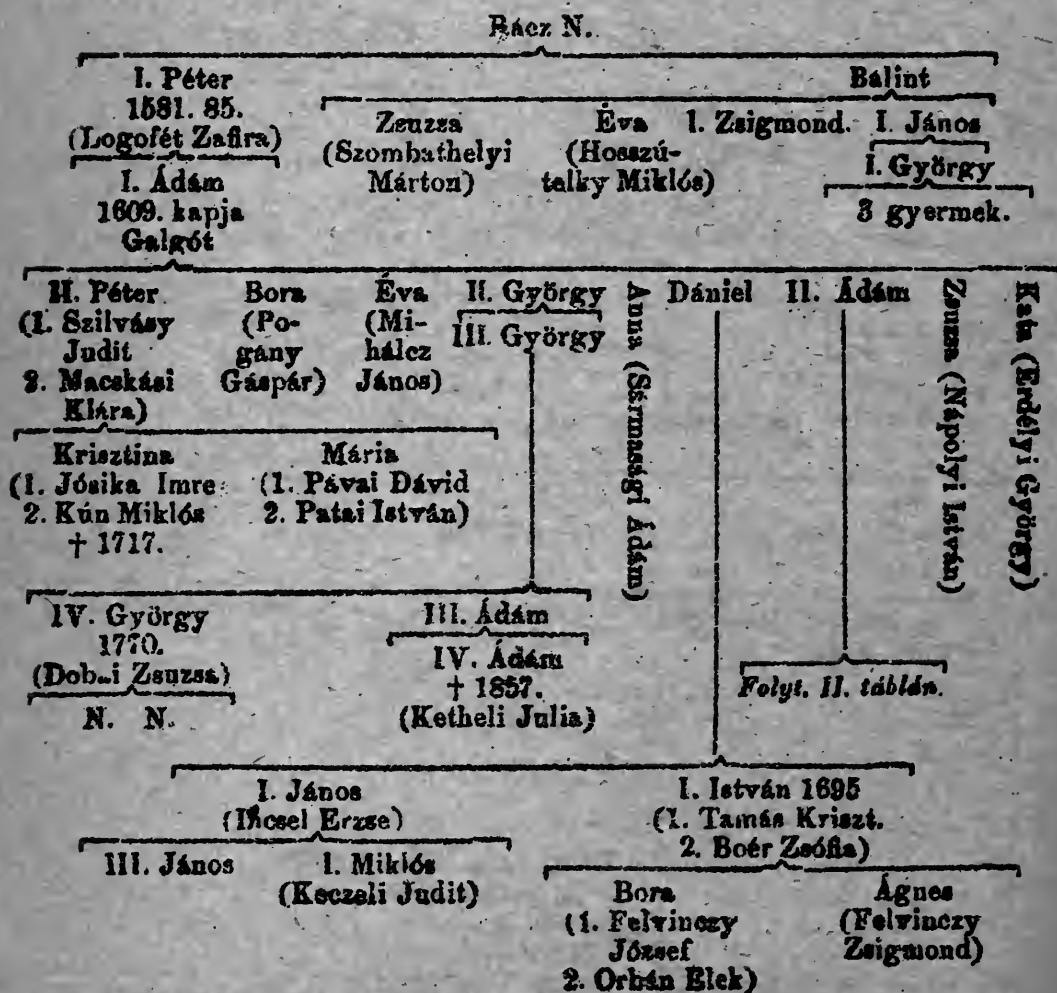 Rácz N.
I. Péter
1581. 85.
(Logofét Zafira)
Bálint
Zsuzsa
(Szombathelyi
Márton)
Éva
(Hosszú-
telky Miklós)
I. Zsigmond.
I. János
I. György
3 gyermek.
I. Ádám
1609. kapja
Galgót
II. Péter
(1. Szilvásy
Judit
2. Macskási
Klára)
Bora
(Po-
gány
Gáspár)
Éva
(Mi-
hálcz
János)
II. György
III. György
Anna (Sármasági Ádám)
Dániel
II. Ádám
Zsuzsa (Nápolyi István)
Kata (Erdélyi György)
Krisztina
(1. Jósika Imre
2. Kún Miklós
† 1717.
Mária
(1. Pávai Dávid
2. Patai István)
IV. György
1770.
(Dobai Zsuzsa)
N. N.
III. Ádám
IV. Ádám
† 1857.
(Ketheli Julia)
Folyt. II. táblán.
I. János
(Incsel Erzse)
III. János
I. Miklós
(Keczeli Judit)
I. István 1695
(1. Tamás Kriszt.
2. Boér Zsófia)
Bora
(1. Felvinczy
József
2. Orbán Elek)
Ágnes
(Felvinczy
Zsigmond)